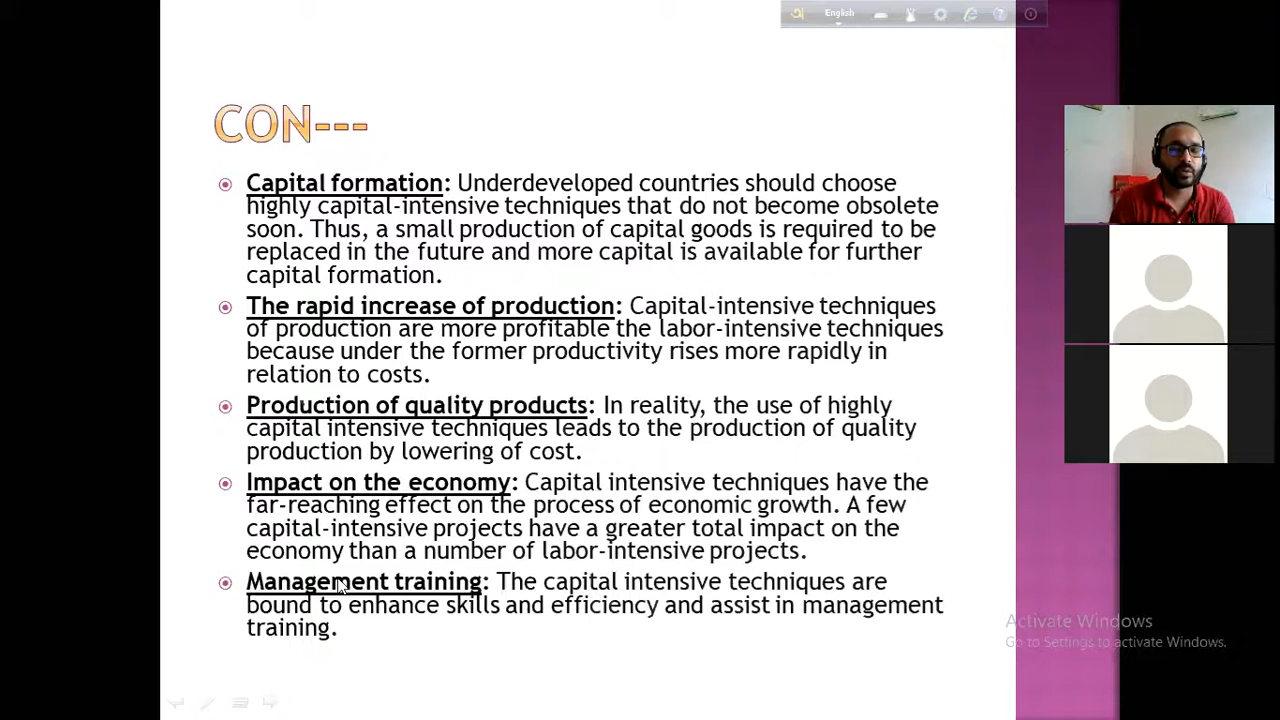 English
CON---
Capital formation: Underdeveloped countries should choose
highly capital-intensive techniques that do not become obsolete
soon. Thus, a small production of capital goods is required to be
replaced in the future and more capital is available for further
capital formation.
The rapid increase of production: Capital-intensive techniques
of production are more profitable the labor-intensive techniques
because under the former productivity rises more rapidly in
relation to costs.
Production of quality products: In reality, the use of highly
capital intensive techniques leads to the production of quality
production by lowering of cost.
Impact on the economy: Capital intensive techniques have the
far-reaching effect on the process of economic growth. A few
capital-intensive projects have a greater total impact on the
economy than a number of labor-intensive projects.
Management training: The capital intensive techniques are
bound to enhance skills and efficiency and assist in management
training.
Activate Windows
Go to Settings to activate Windows.